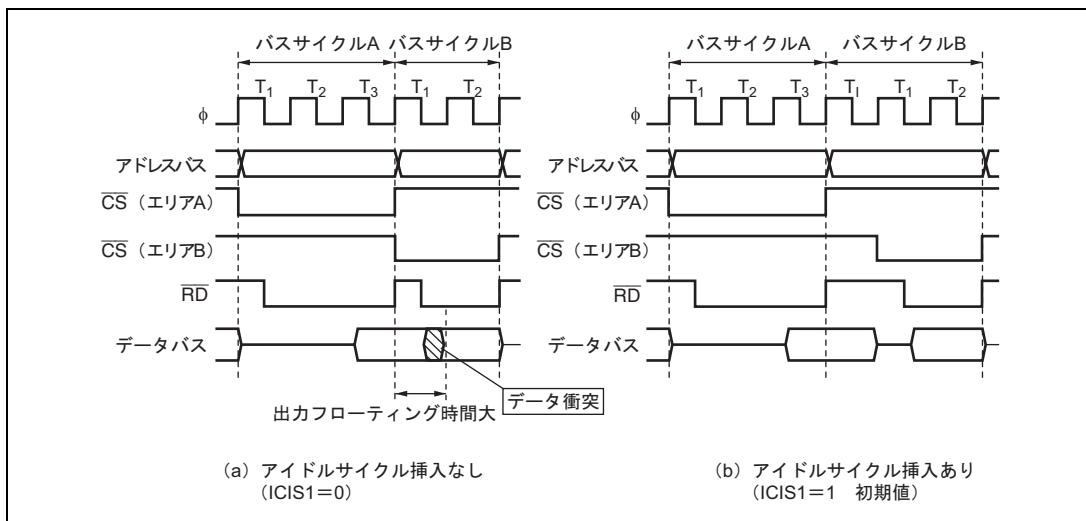 バスサイクルA
バスサイクルB
T1 T2 T3 T1 T2
φ
アドレスバス
CS（エリアA）
CS（エリアB）
RD
データバス
データ衝突
出力フローティング時間大
(a) アイドルサイクル挿入なし
(ICIS1＝0)
バスサイクルA
バスサイクルB
T1 T2 T3 TI T1 T2
φ
アドレスバス
CS（エリアA）
CS（エリアB）
RD
データバス
(b) アイドルサイクル挿入あり
(ICIS1＝1　初期値)